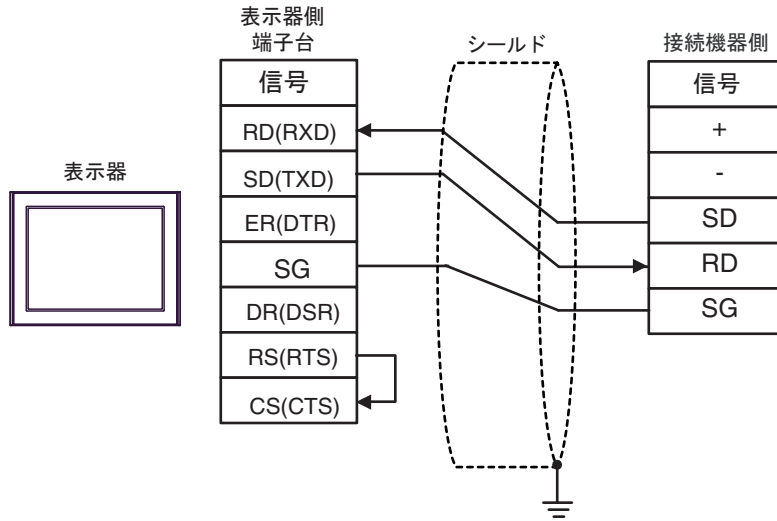 表示器側
端子台
シールド
接続機器側
表示器
信号
RD(RXD)
SD(TXD)
ER(DTR)
SG
DR(DSR)
RS(RTS)
CS(CTS)
信号
+
-
SD
RD
SG